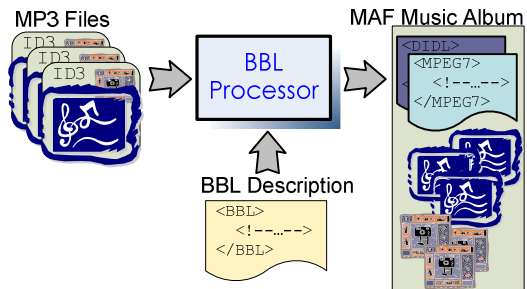 MP3 Files
ID3
ID3
ID3
BBL
Processor
BBL Description
<BBL>
<!--…-->
</BBL>
MAF Music Album
<DIDL>
<
<MPEG7>
<!--…-->
</MPEG7>